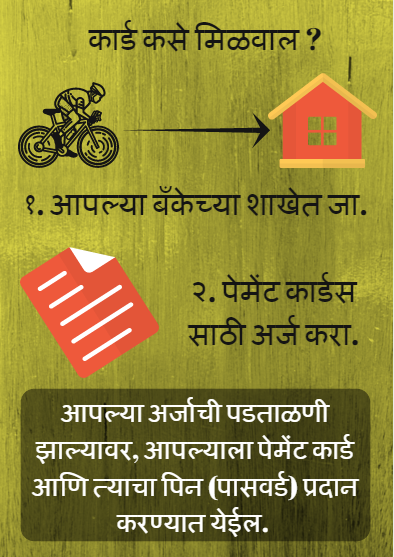 कार्ड कसे मिळवाल ?
१. आपल्या बँकेच्या शाखेत जा.
२. पेमेंट कार्डस
साठी अर्ज करा.
आपल्या अर्जाची पडताळणी
झाल्यावर, आपल्याला पेमेंट कार्ड
आणि त्याचा पिन (पासवर्ड) प्रदान
करण्यात येईल.